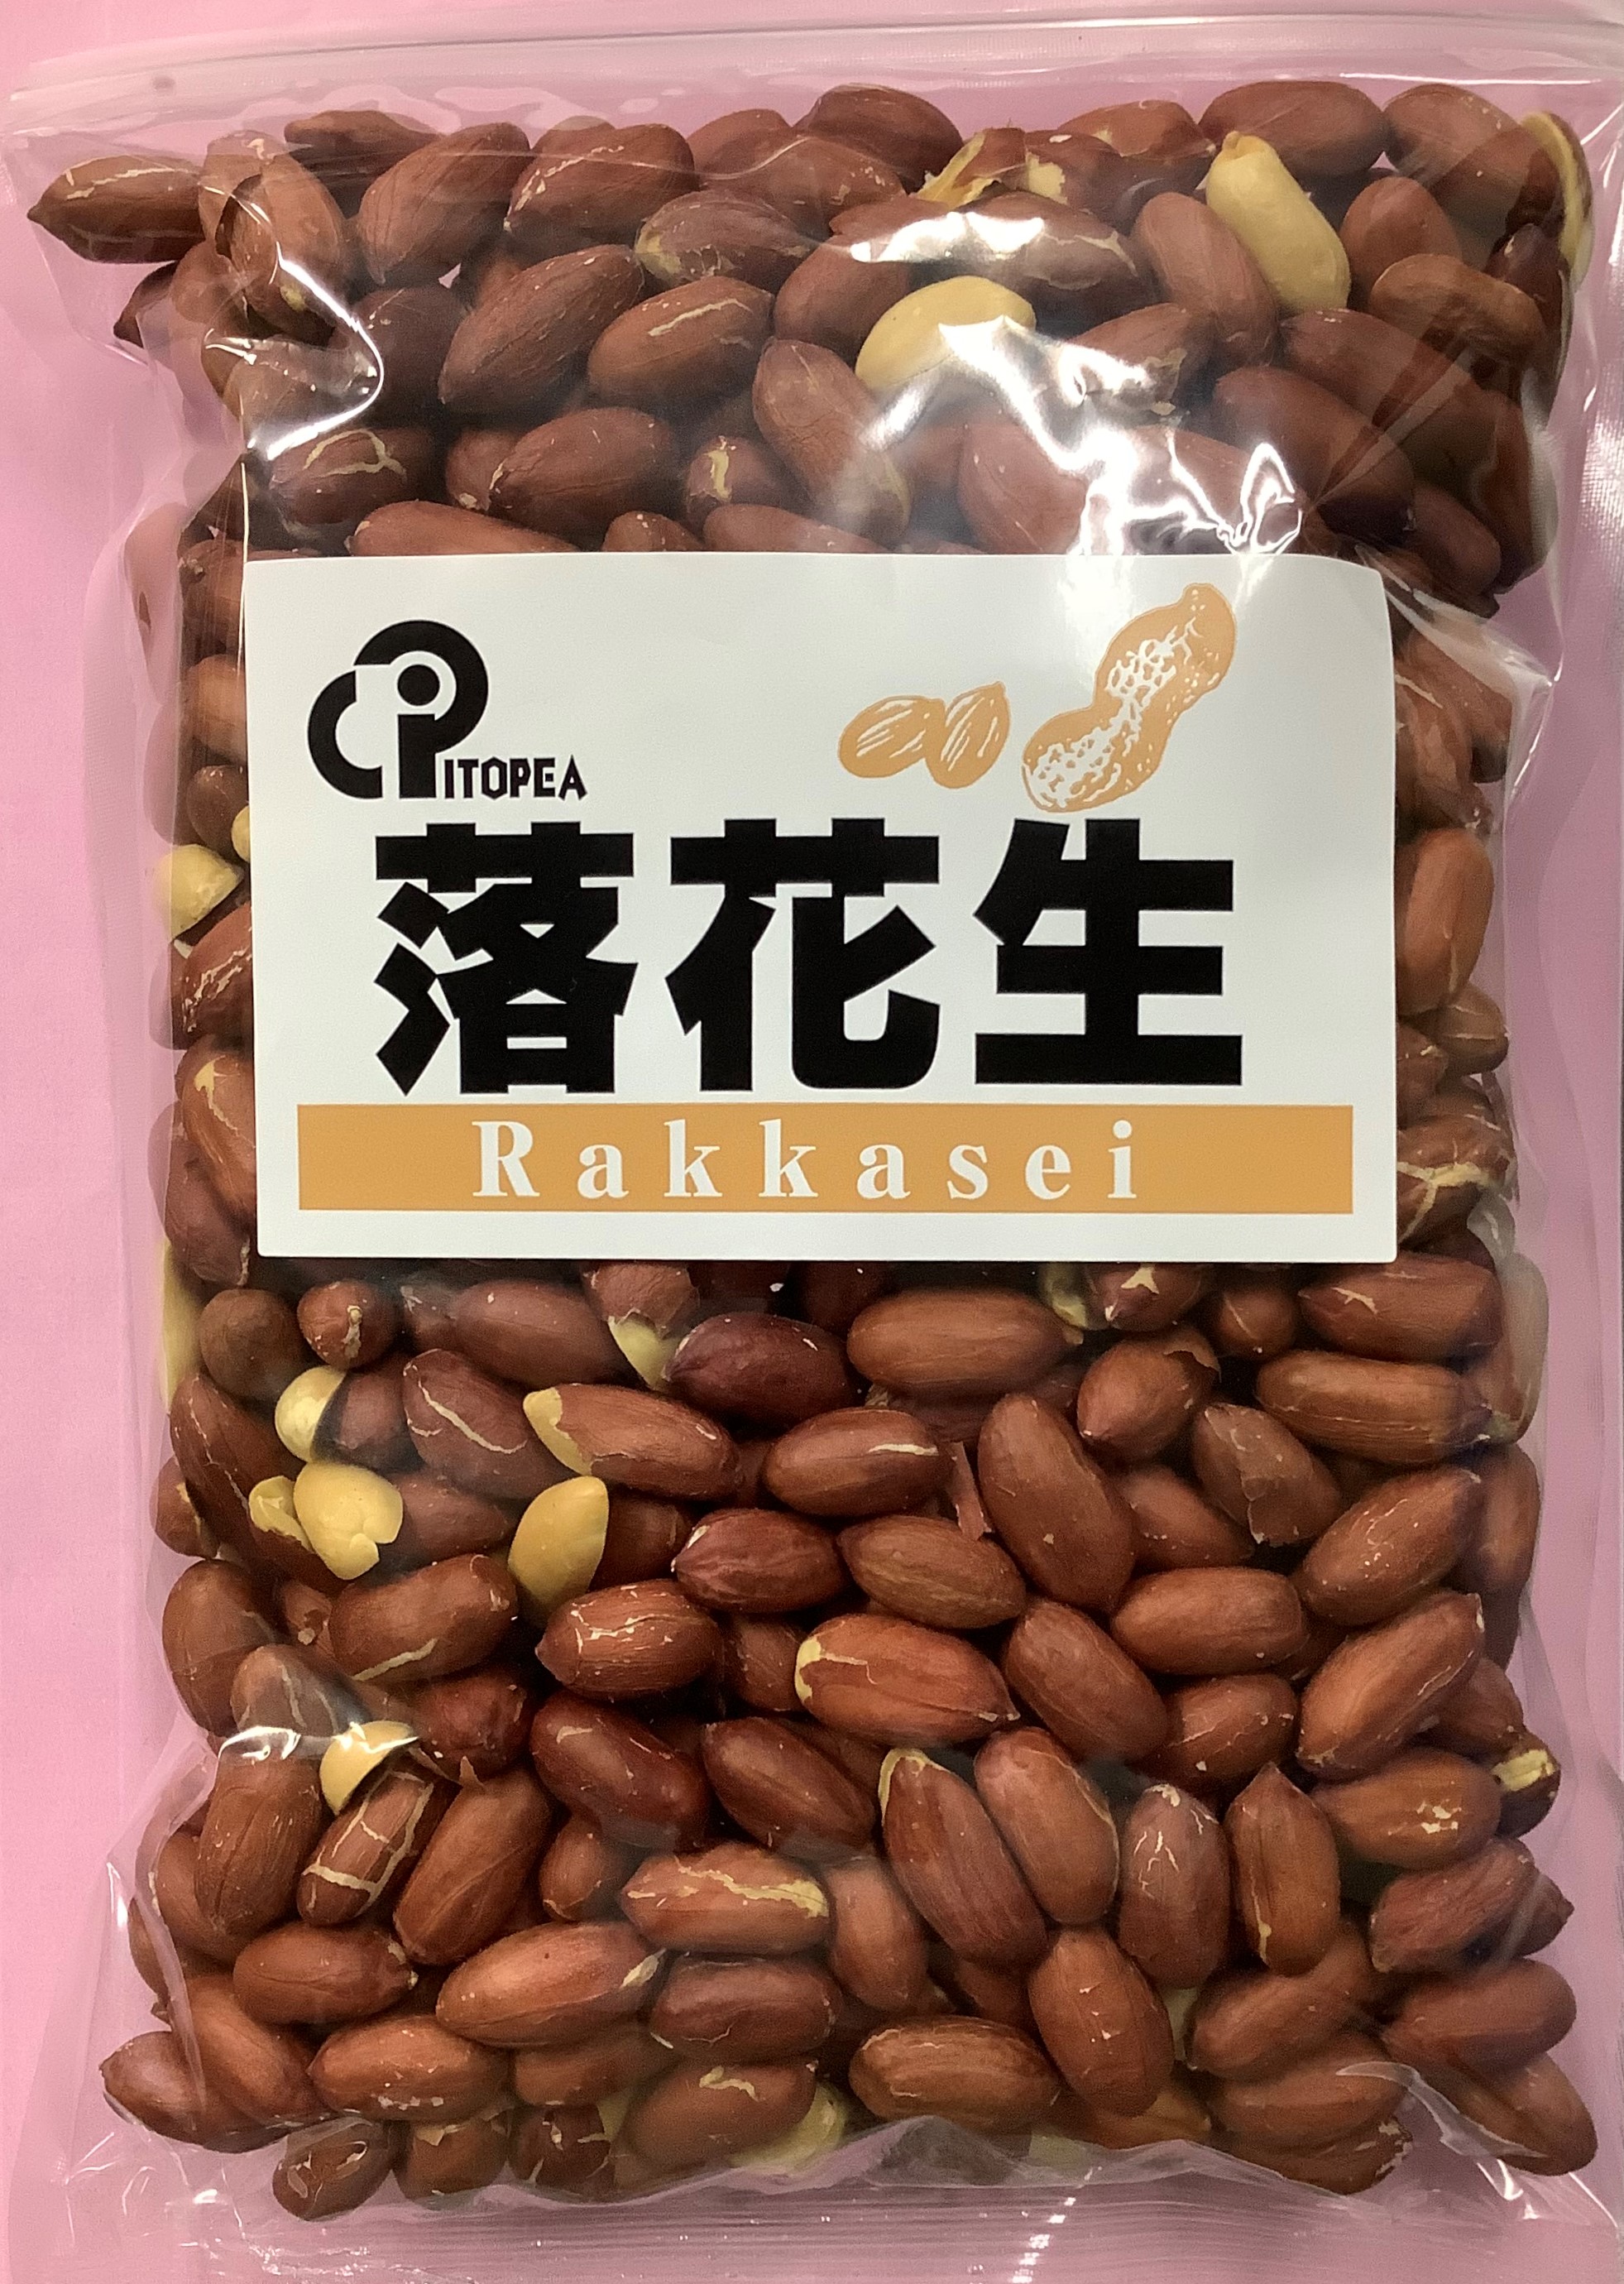 PITOPEA
落花生
Rakkasei